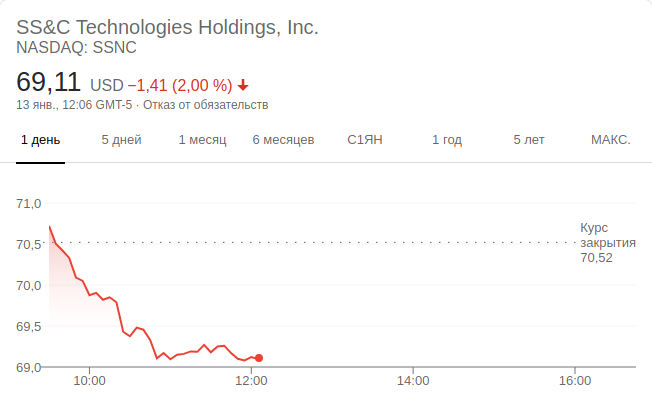 SS&C Technologies Holdings, Inc.
NASDAQ: SSNC
69,11 USD −1,41 (2,00 %)
13 янв., 12:06 GMT-5 · Отказ от обязательств
1 день 5 дней 1 месяц 6 месяцев С1ЯН 1 год 5 лет МАКС.
71,0
Курс
70,5 закрытия
70,52
70,0
69,5
69,0
10:00 12:00 14:00 16:00